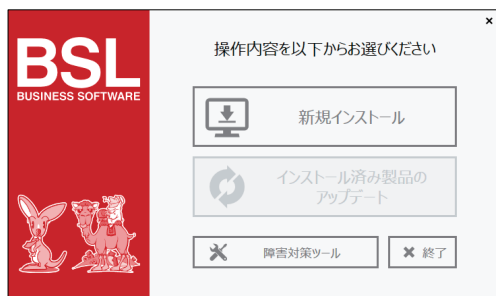 BSL
BUSINESS SOFTWARE
操作内容を以下からお選びください
新規インストール
インストール済み製品の
アップデート
障害対策ツール
終了